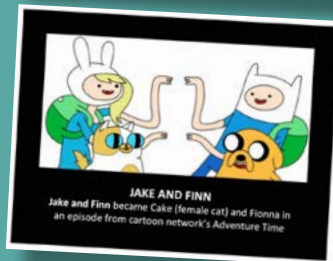 JAKE AND FINN
Jake and Finn became Cake (female cat) and Fionna in
an episode from cartoon network's Adventure Time